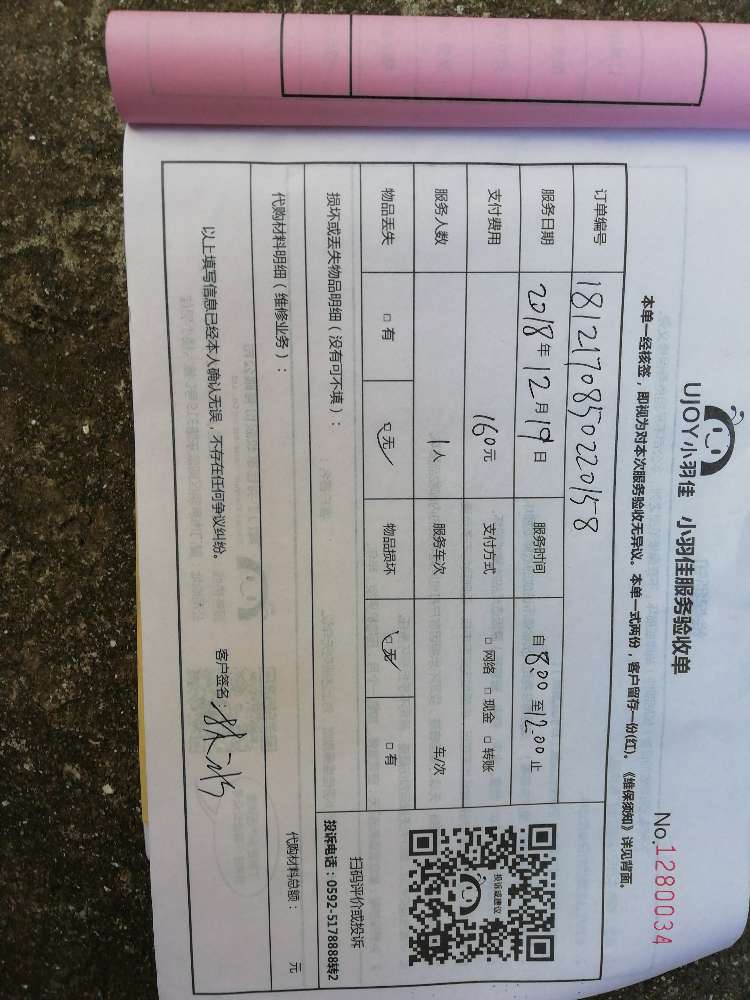 UJOY小羽佳 小羽佳服务验收单
No.1280034
本单一经核签，即视为对本次服务验收无异议。本单一式两份，客户留存一份(红)。《维保须知》详见背面。
订单编号 1812170850220158
服务日期 2018年12月19日 服务时间 自8:00至12:00止
支付费用 160元 支付方式 □网络 □现金 □转账
服务人数 1人 服务车次 车/次
物品丢失 □有 □无 物品损坏 □无 □有
投诉或建议
扫码评价或投诉
投诉电话：0592-5178888转2
损坏或丢失物品明细（没有可不填）：
代购材料明细（维修业务）： 代购材料总额： 元
以上填写信息已经本人确认无误，不存在任何争议纠纷。 客户签名：